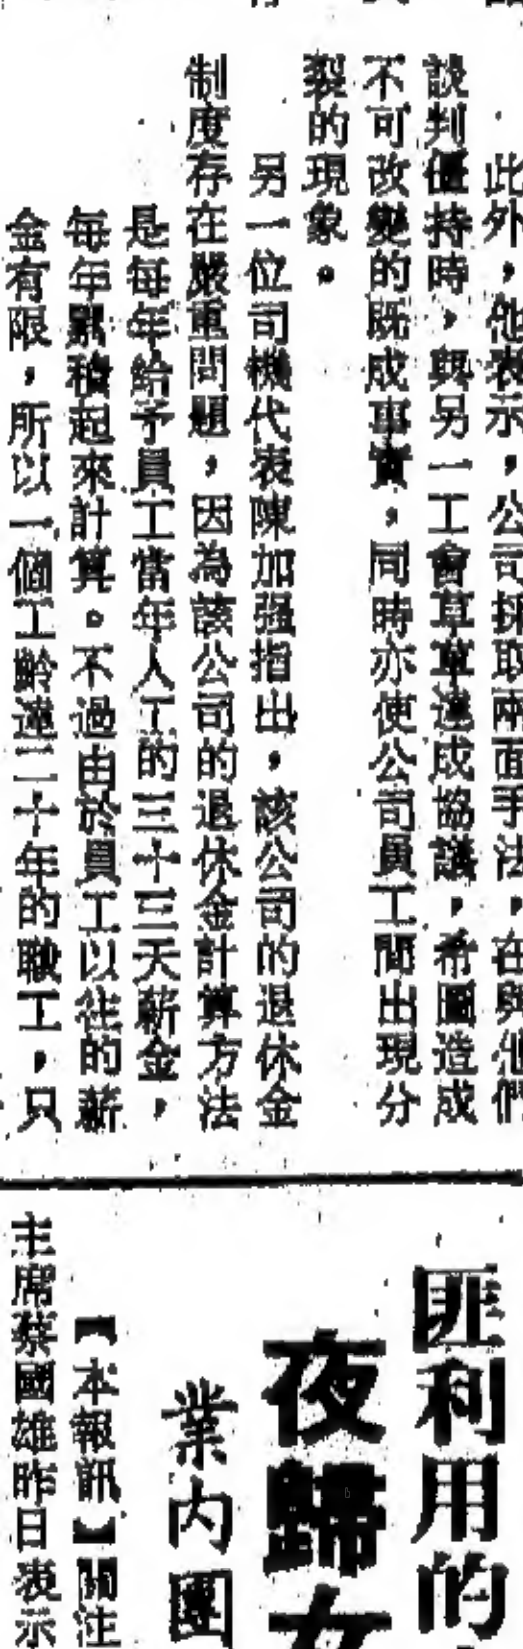 此外，他表示，公司採取兩面手法，在與他們
談判僵持時，與另一工會草草達成協議，希圖造成
不可改變的既成事實，同時亦使公司員工間出現分
裂的現象。
另一位司機代表陳加强指出，該公司的退休金
制度存在嚴重問題，因為該公司的退休金計算方法
是每年給予員工當年人工的三十三天薪金，
每年累積起來計算。不過由於員工以往的薪
金有限，所以一個工齡達二十年的職工，只
匪利用的
夜歸女
業內團
【本報訊】關注
主席蔡國雄昨日表示